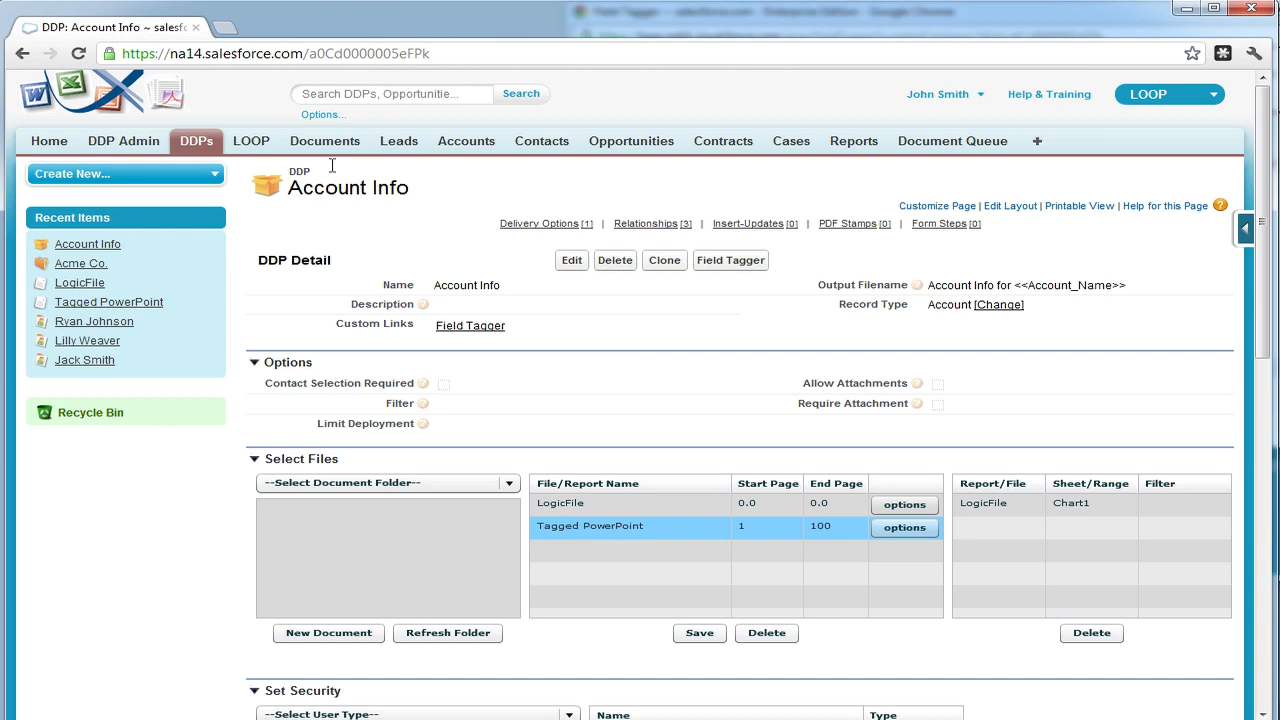 Field Tagger ~ salesforce.com - Enterprise Edition - Google Chrome
DDP: Account Info ~ salesf
https://na14.salesforce.com/a0Cd0000005eFPk
Search DDPs, Opportunitie... Search
Options...
John Smith Help & Training LOOP
Home DDP Admin DDPs LOOP Documents Leads Accounts Contacts Opportunities Contracts Cases Reports Document Queue +
Create New...
Recent Items
Account Info
Acme Co.
LogicFile
Tagged PowerPoint
Ryan Johnson
Lilly Weaver
Jack Smith
Recycle Bin
DDP
Account Info
Customize Page | Edit Layout | Printable View | Help for this Page ?
Delivery Options [1] | Relationships [3] | Insert-Updates [0] | PDF Stamps [0] | Form Steps [0]
DDP Detail Edit Delete Clone Field Tagger
Name Account Info Output Filename Account Info for <<Account_Name>>
Description Record Type Account [Change]
Custom Links Field Tagger
Options
Contact Selection Required Allow Attachments
Filter Require Attachment
Limit Deployment
Select Files
--Select Document Folder-- File/Report Name Start Page End Page Report/File Sheet/Range Filter
LogicFile 0.0 0.0 options LogicFile Chart1
Tagged PowerPoint 1 100 options
New Document Refresh Folder Save Delete Delete
Set Security
--Select User Type-- Name Type